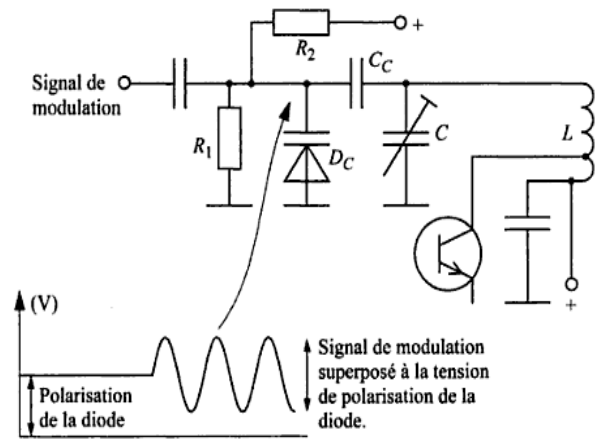 R2
+
CC
Signal de
modulation
R1
DC
C
L
+
(V)
Polarisation
de la diode
Signal de modulation
superposé à la tension
de polarisation de la
diode.